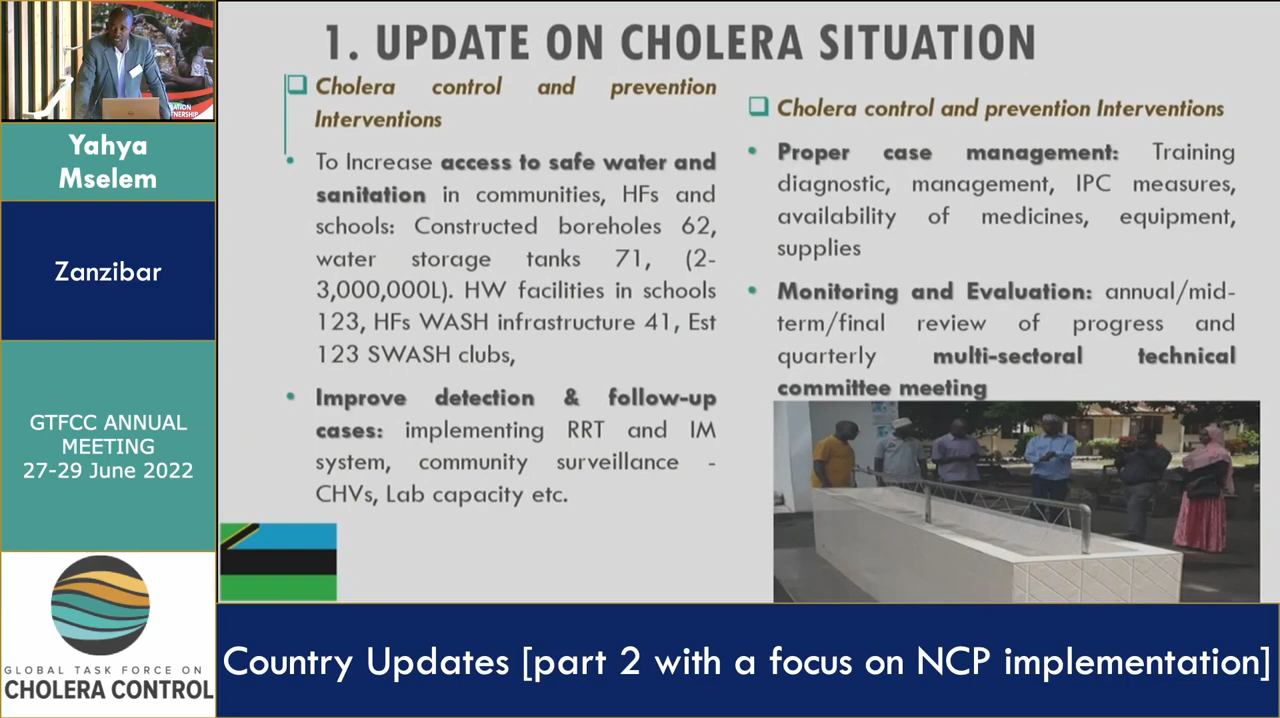 NERSHIP
Yahya
Mselem
Zanzibar
GTFCC ANNUAL
MEETING
27-29 June 2022
GLOBAL TASK FORCE ON
CHOLERA CONTROL
1. UPDATE ON CHOLERA SITUATION
Cholera control and prevention
Interventions
• To Increase access to safe water and
sanitation in communities, HFs and
schools: Constructed boreholes 62,
water storage tanks 71, (2-
3,000,000L). HW facilities in schools
123, HFs WASH infrastructure 41, Est
123 SWASH clubs,
• Improve detection & follow-up
cases: implementing RRT and IM
system, community surveillance -
CHVs, Lab capacity etc.
Cholera control and prevention Interventions
• Proper case management: Training
diagnostic, management, IPC measures,
availability of medicines, equipment,
supplies
• Monitoring and Evaluation: annual/mid-
term/final review of progress and
quarterly multi-sectoral technical
committee meeting
Country Updates [part 2 with a focus on NCP implementation]